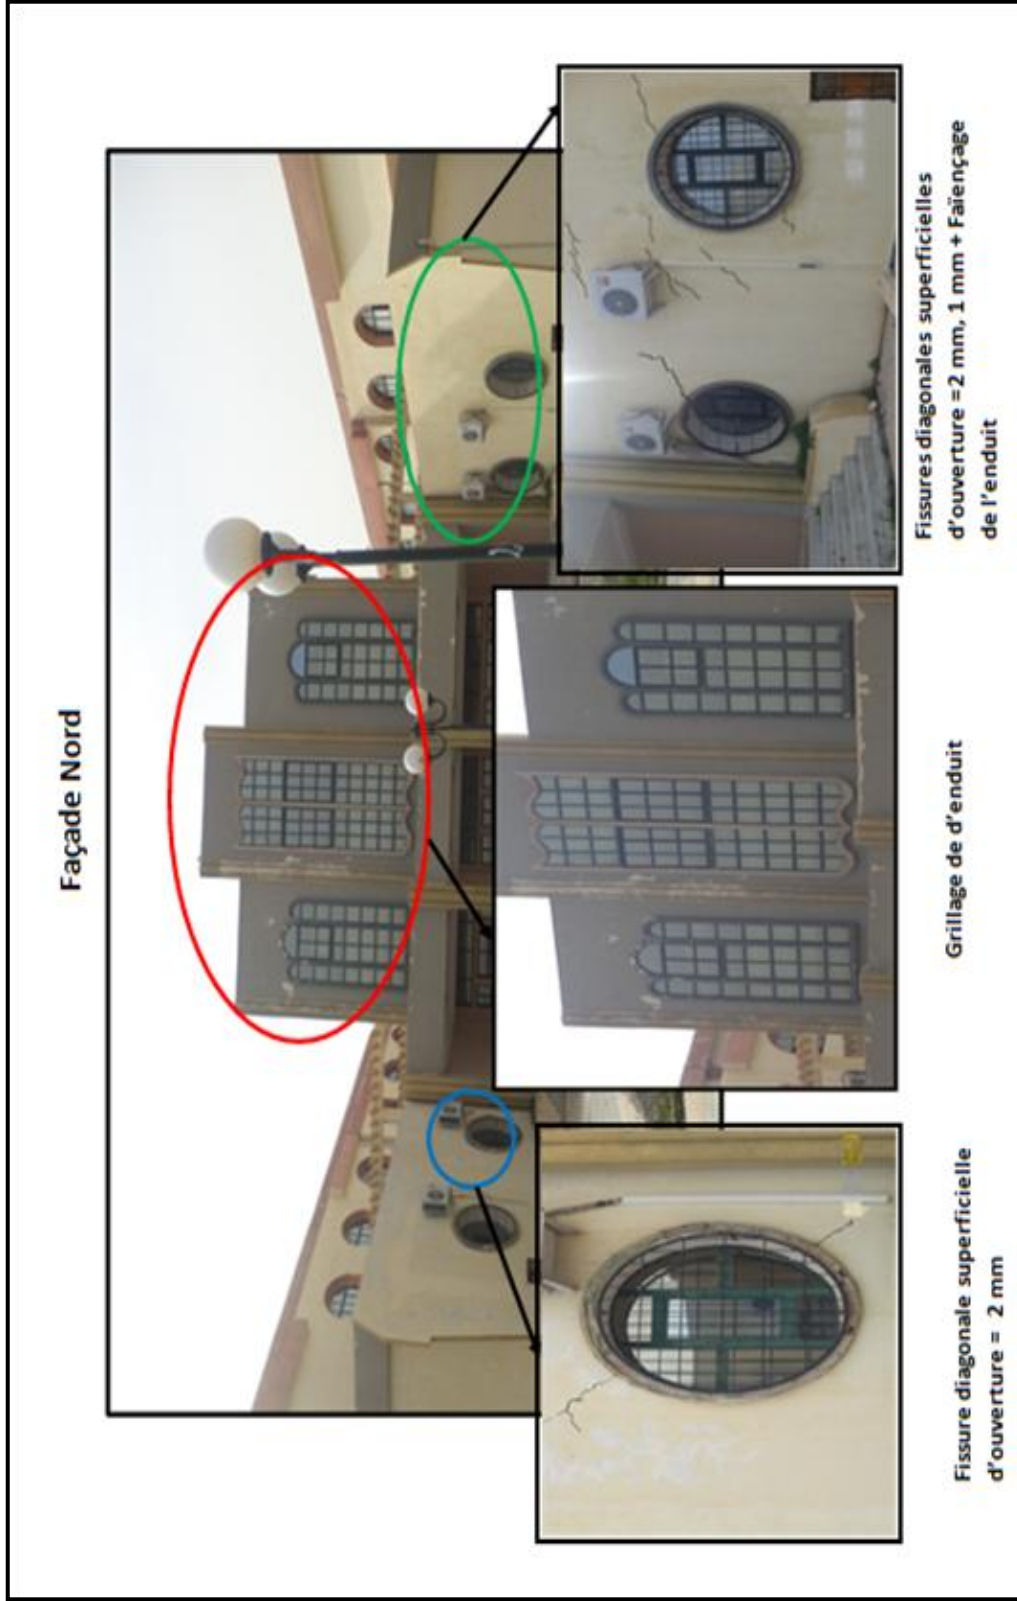 Façade Nord
Fissure diagonale superficielle
d'ouverture = 2 mm
Grillage de d'enduit
Fissures diagonales superficielles
d'ouverture =2 mm, 1 mm + Faïençage
de l'enduit